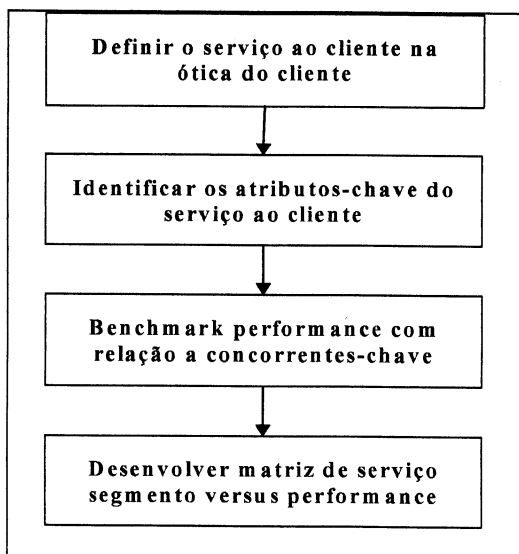 Definir o serviço ao cliente na
ótica do cliente
Identificar os atributos-chave do
serviço ao cliente
Benchmark performance com
relação a concorrentes-chave
Desenvolver matriz de serviço
segmento versus performance